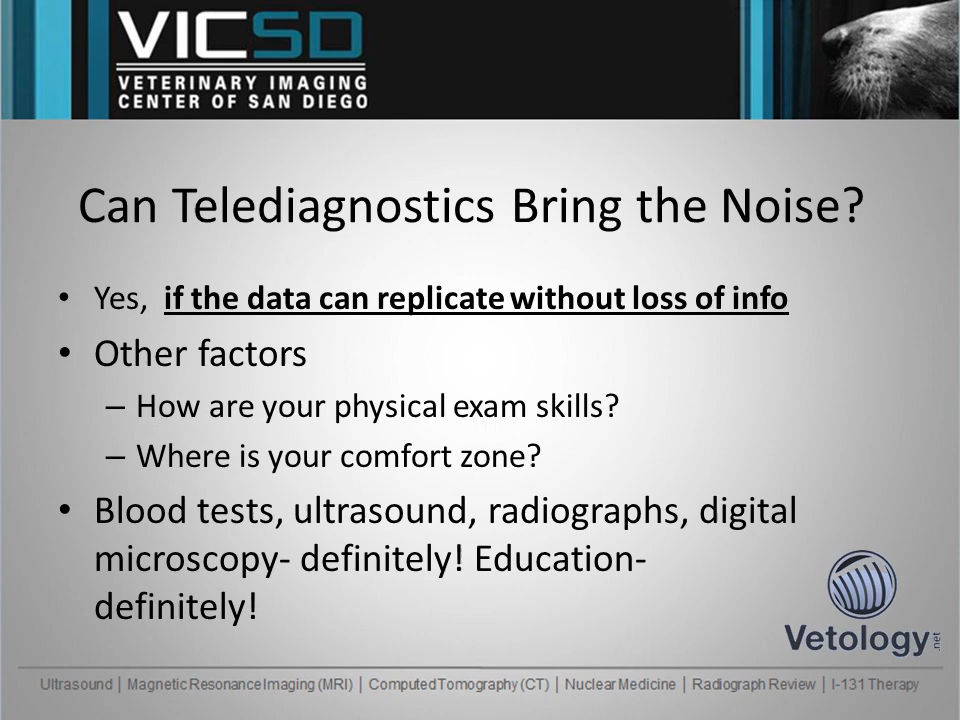 VICSD
VETERINARY IMAGING
CENTER OF SAN DIEGO
Can Telediagnostics Bring the Noise?
• Yes, if the data can replicate without loss of info
• Other factors
– How are your physical exam skills?
– Where is your comfort zone?
• Blood tests, ultrasound, radiographs, digital
microscopy- definitely! Education-
definitely!
Vetology.net
Ultrasound | Magnetic Resonance Imaging (MRI) | Computed Tomography (CT) | Nuclear Medicine | Radiograph Review | I-131 Therapy